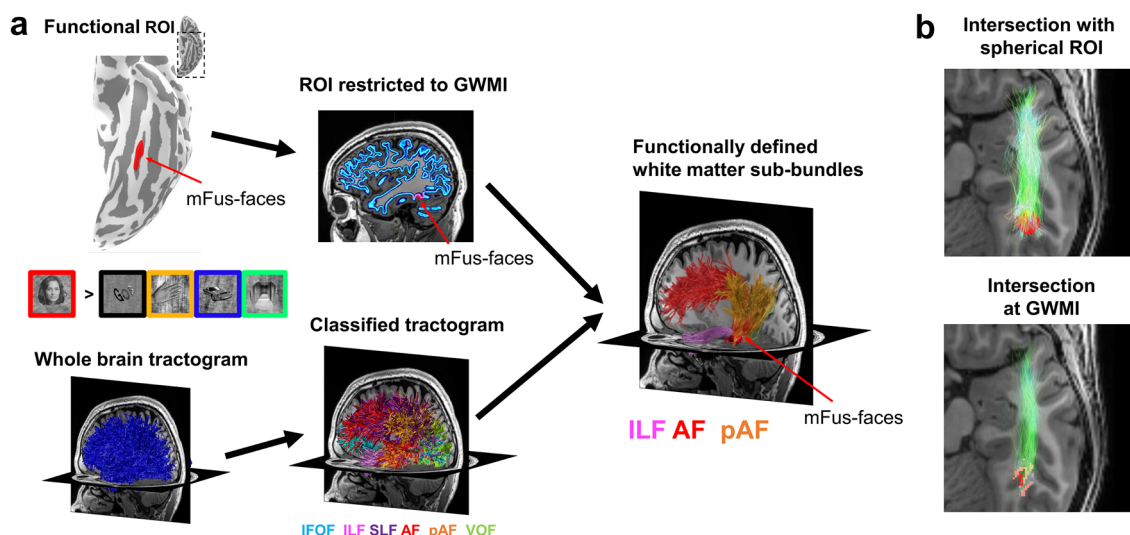 a
Functional ROI
mFus-faces
ROI restricted to GWMI
mFus-faces
>
Whole brain tractogram
Classified tractogram
IFOF ILF SLF AF pAF VOF
Functionally defined
white matter sub-bundles
mFus-faces
ILF AF pAF
b
Intersection with
spherical ROI
Intersection
at GWMI